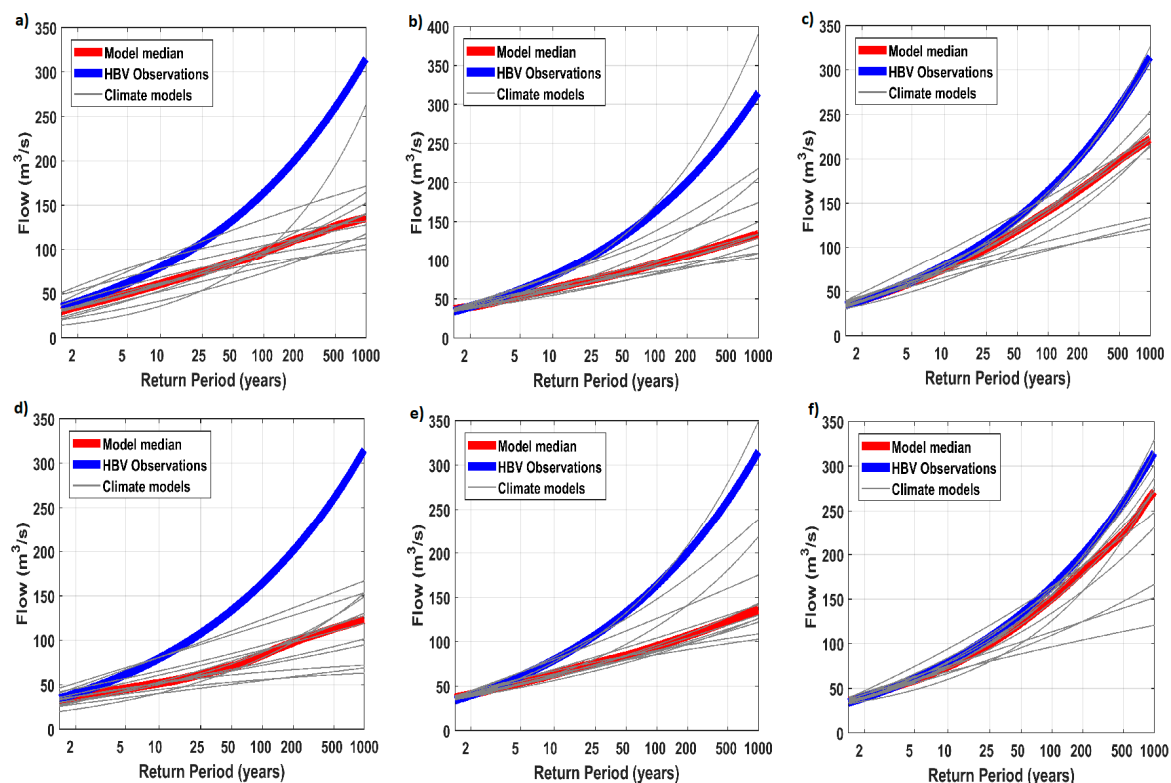 a)
350
300
250
200
150
100
50
0
Flow (m³/s)
Model median
HBV Observations
Climate models
2 5 10 25 50 100 200 500 1000
Return Period (years)
b)
400
350
300
250
200
150
100
50
0
Flow (m³/s)
Model median
HBV Observations
Climate models
2 5 10 25 50 100 200 500 1000
Return Period (years)
c)
350
300
250
200
150
100
50
0
Flow (m³/s)
Model median
HBV Observations
Climate models
2 5 10 25 50 100 200 500 1000
Return Period (years)
d)
350
300
250
200
150
100
50
0
Flow (m³/s)
Model median
HBV Observations
Climate models
2 5 10 25 50 100 200 500 1000
Return Period (years)
e)
350
300
250
200
150
100
50
0
Flow (m³/s)
Model median
HBV Observations
Climate models
2 5 10 25 50 100 200 500 1000
Return Period (years)
f)
350
300
250
200
150
100
50
0
Flow (m³/s)
Model median
HBV Observations
Climate models
2 5 10 25 50 100 200 500 1000
Return Period (years)